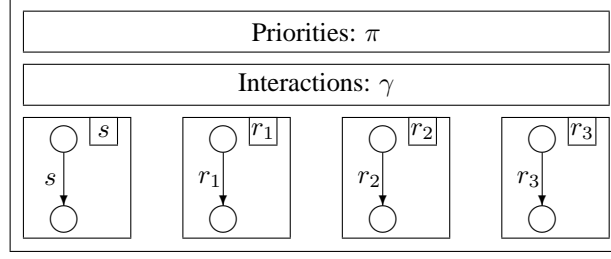 Priorities: π
Interactions: γ
s r₁ r₂ r₃
s r₁ r₂ r₃